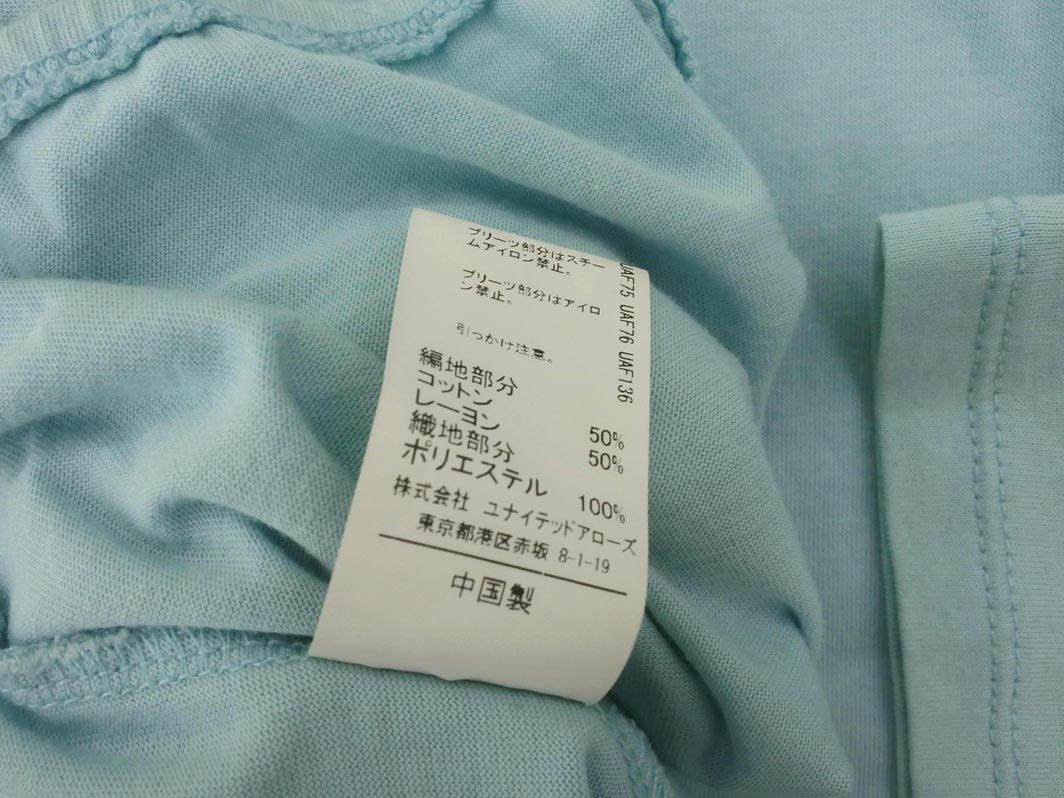 プリーツ部分はスチー
ムアイロン禁止。
プリーツ部分はアイロ
ン禁止。
引っかけ注意。
編地部分
コットン 50%
レーヨン 50%
織地部分
ポリエステル 100%
株式会社 ユナイテッドアローズ
東京都港区赤坂 8-1-19
中国製
UAF75 UAF76 UAF136